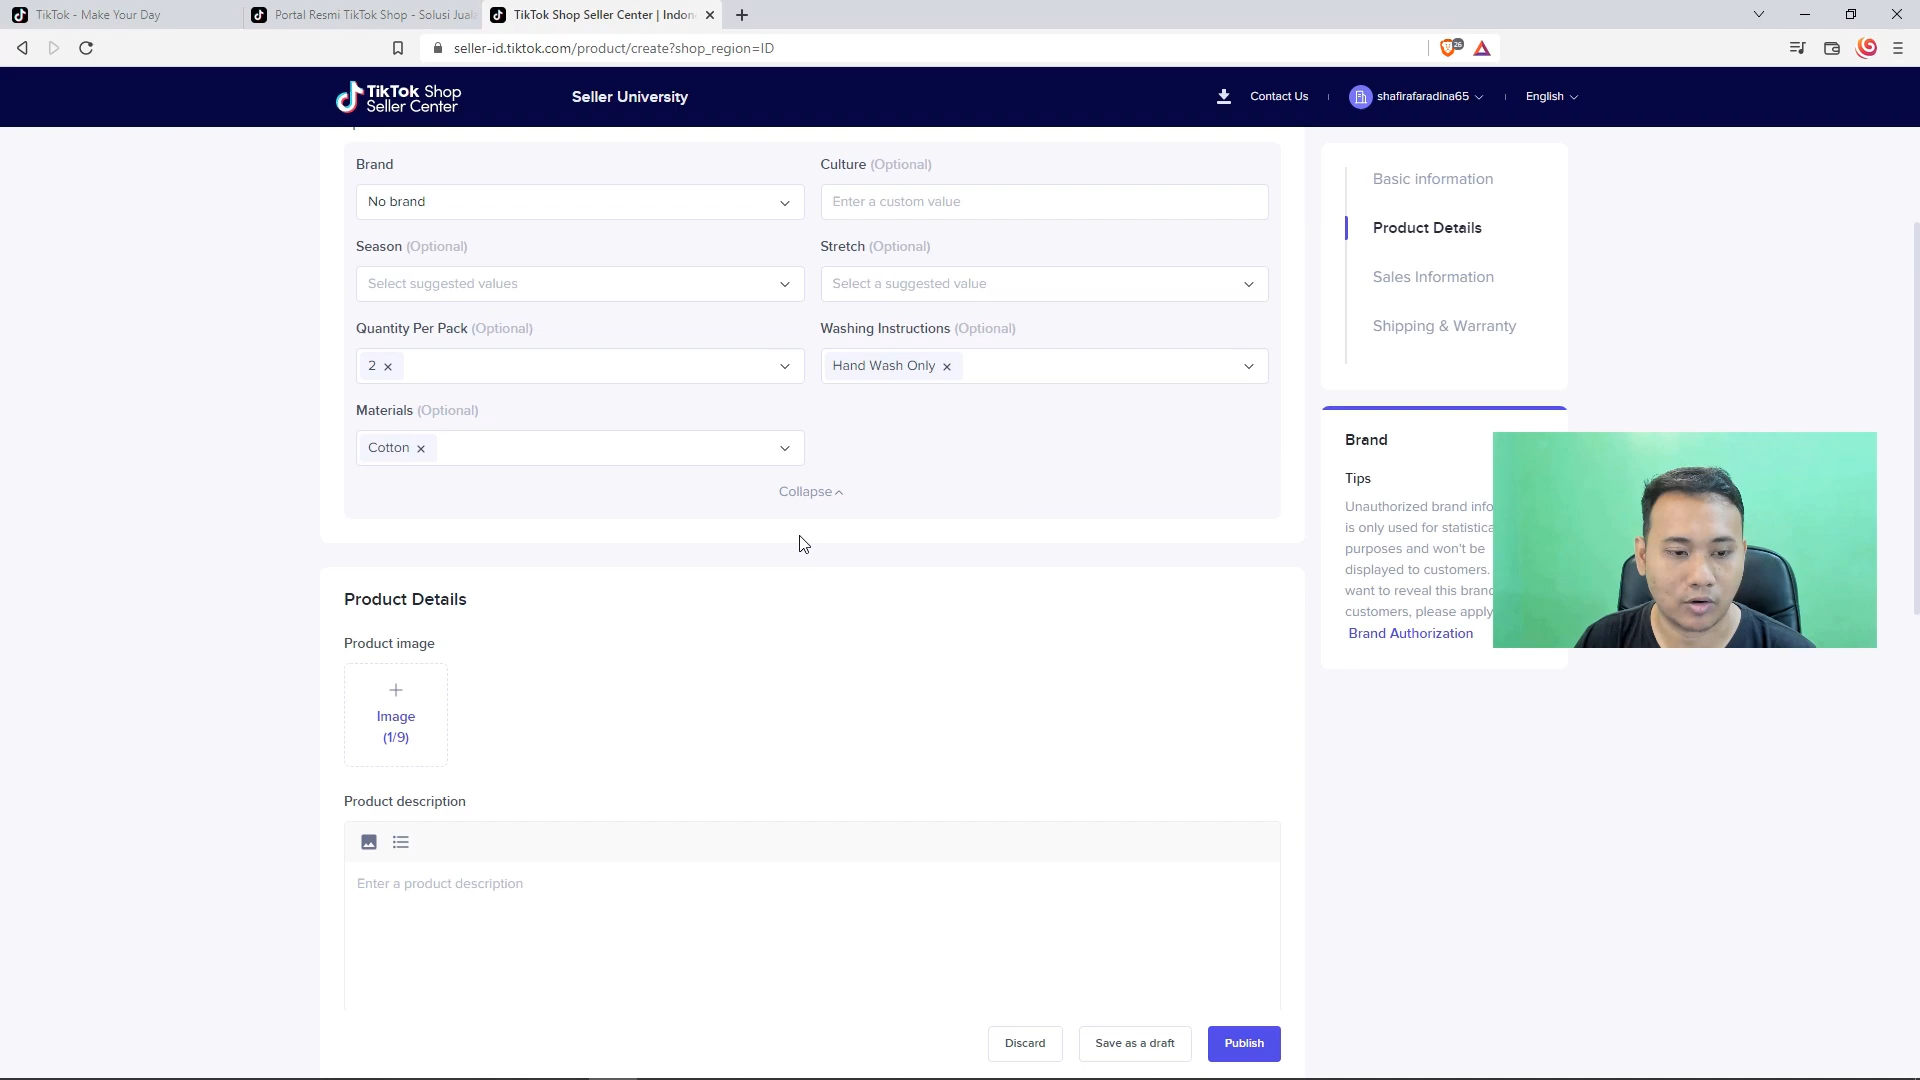 TikTok - Make Your Day
Portal Resmi TikTok Shop - Solusi Juala
TikTok Shop Seller Center | Indon
seller-id.tiktok.com/product/create?shop_region=ID
26
TikTok Shop
Seller Center
Seller University
Contact Us
shafirafaradina65
English
Brand
Culture (Optional)
No brand
Enter a custom value
Season (Optional)
Stretch (Optional)
Select suggested values
Select a suggested value
Quantity Per Pack (Optional)
Washing Instructions (Optional)
2
Hand Wash Only
Materials (Optional)
Cotton
Collapse
Product Details
Product image
Image
(1/9)
Product description
Enter a product description
Discard
Save as a draft
Publish
Basic information
Product Details
Sales Information
Shipping & Warranty
Brand
Tips
Unauthorized brand info
is only used for statistica
purposes and won't be
displayed to customers.
want to reveal this brand
customers, please apply
Brand Authorization